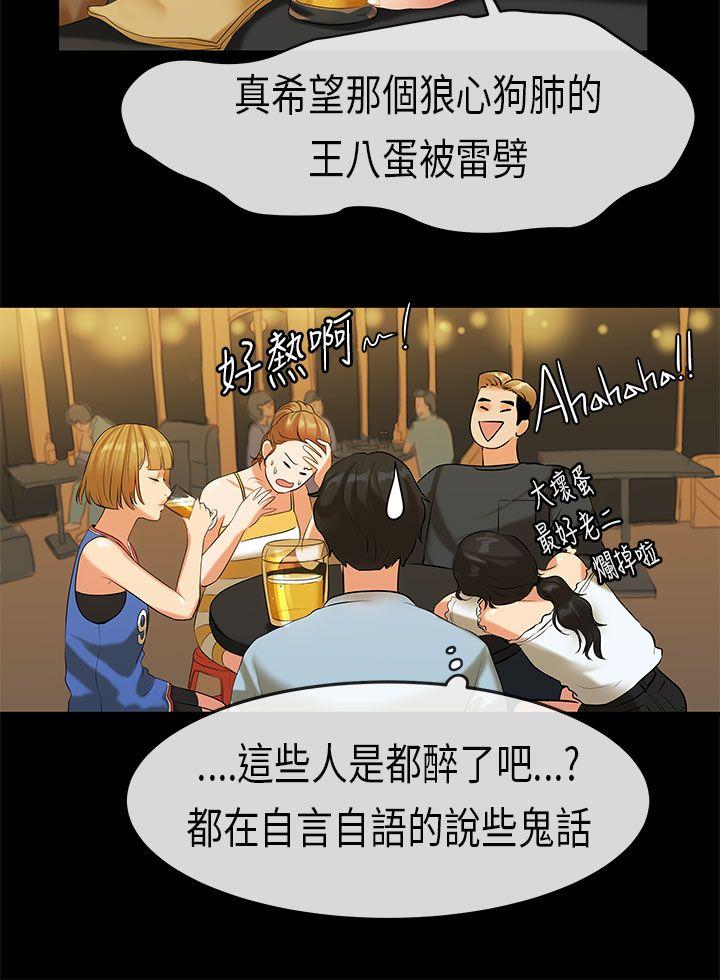 真希望那個狼心狗肺的
王八蛋被雷劈
好熱啊~!
Ahahaha!!
大壞蛋
最好老二
爛掉啦
9
....這些人是都醉了吧...?
都在自言自語的說些鬼話